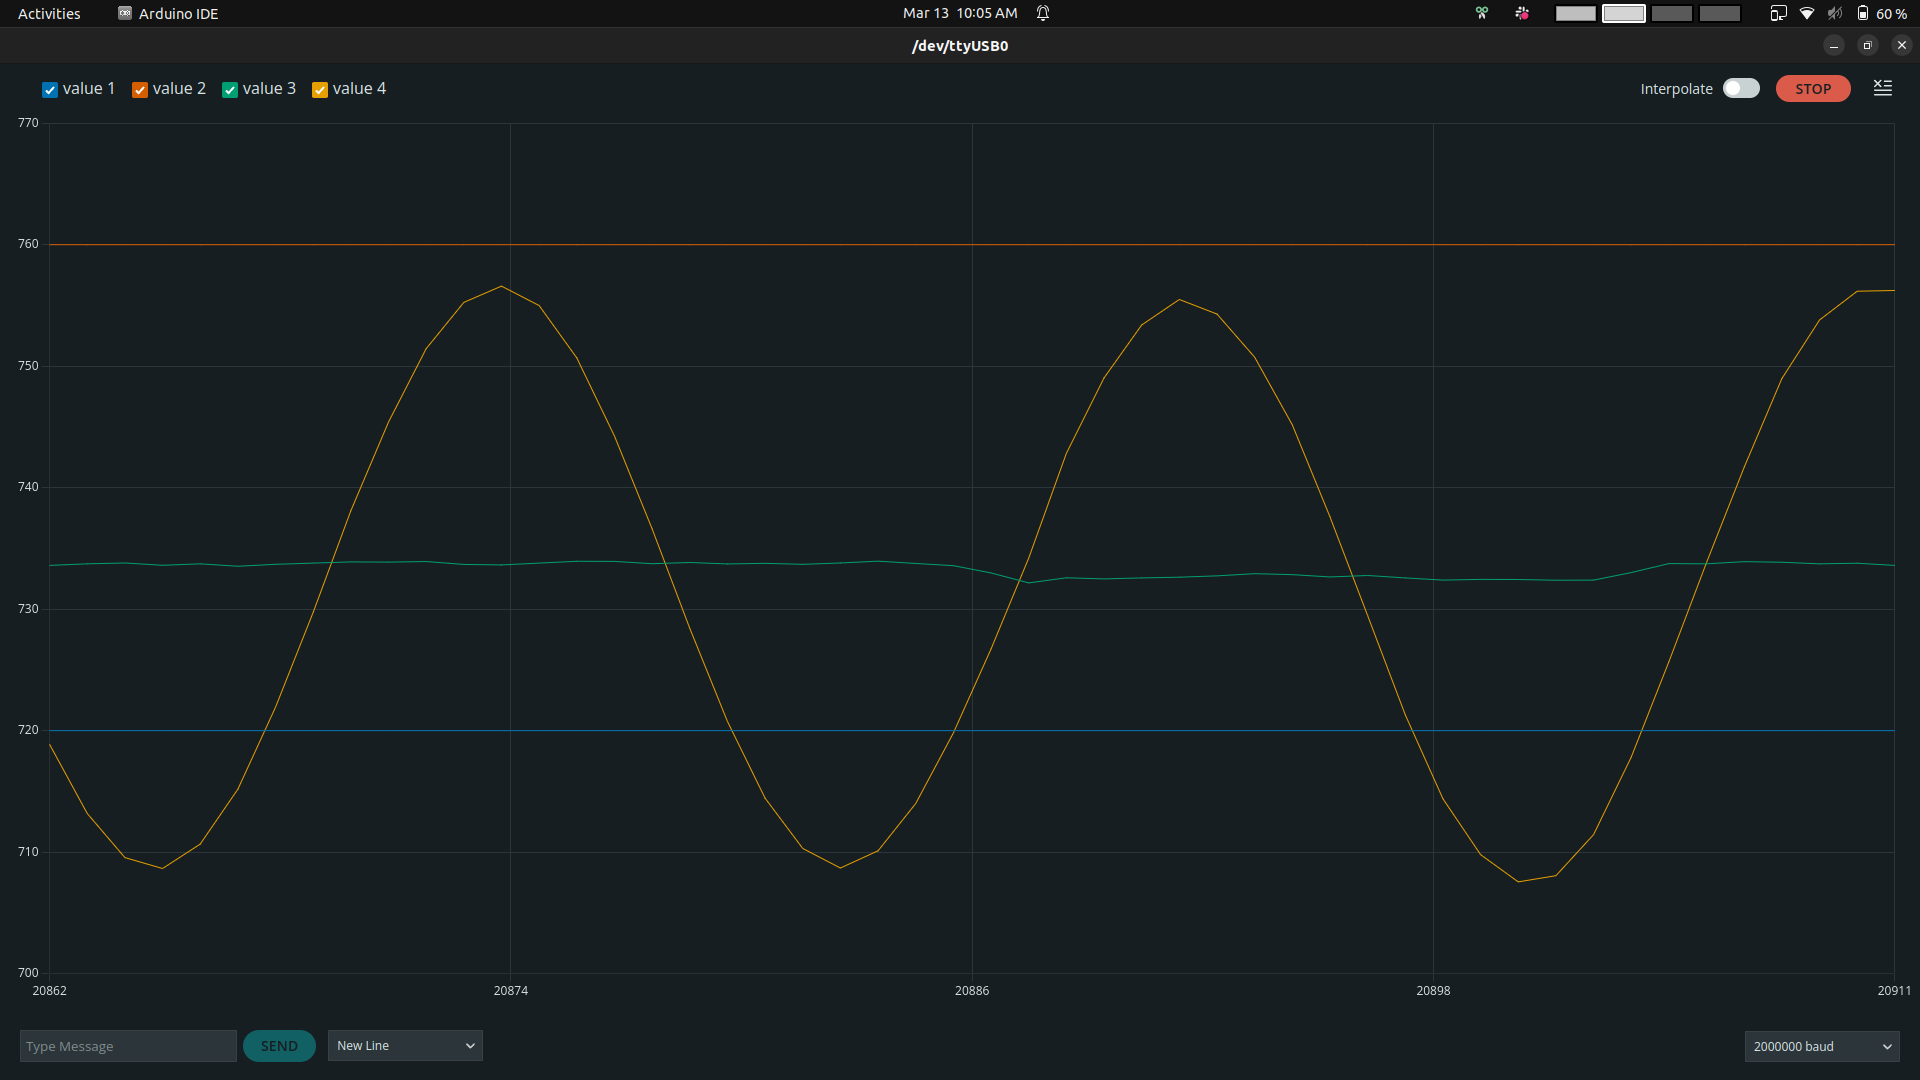 Activities Arduino IDE Mar 13 10:05 AM 60 %
/dev/ttyUSB0
value 1 value 2 value 3 value 4 Interpolate STOP
770
760
750
740
730
720
710
700
20862 20874 20886 20898 20911
Type Message SEND New Line 2000000 baud